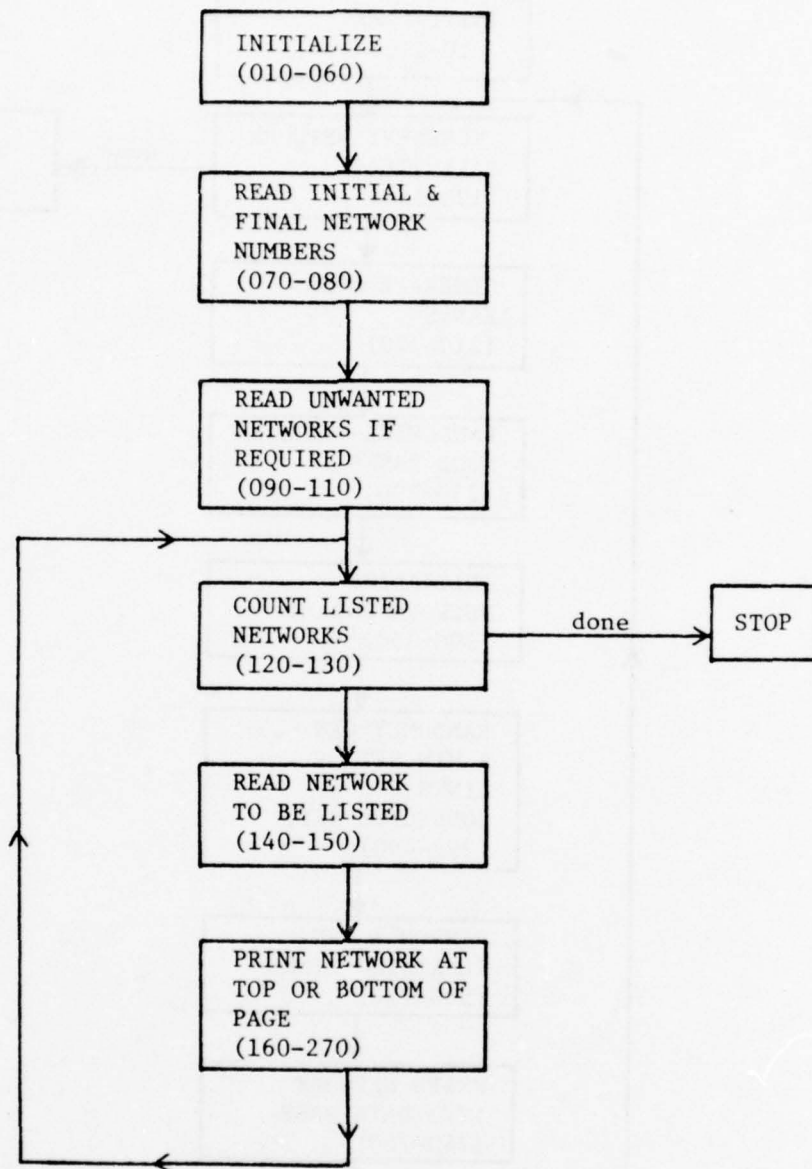 INITIALIZE
(010-060)
READ INITIAL &
FINAL NETWORK
NUMBERS
(070-080)
READ UNWANTED
NETWORKS IF
REQUIRED
(090-110)
COUNT LISTED
NETWORKS
(120-130)
done
STOP
READ NETWORK
TO BE LISTED
(140-150)
PRINT NETWORK AT
TOP OR BOTTOM OF
PAGE
(160-270)